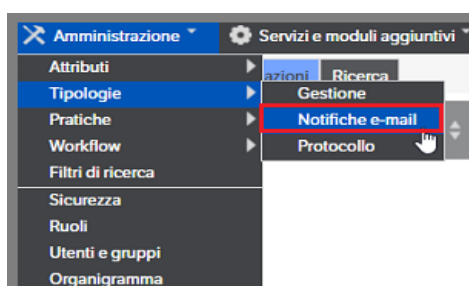 Amministrazione Servizi e moduli aggiuntivi
Attributi
azioni Ricerca
Tipologie
Gestione
Pratiche
Notifiche e-mail
Workflow
Protocollo
Filtri di ricerca
Sicurezza
Ruoli
Utenti e gruppi
Organigramma